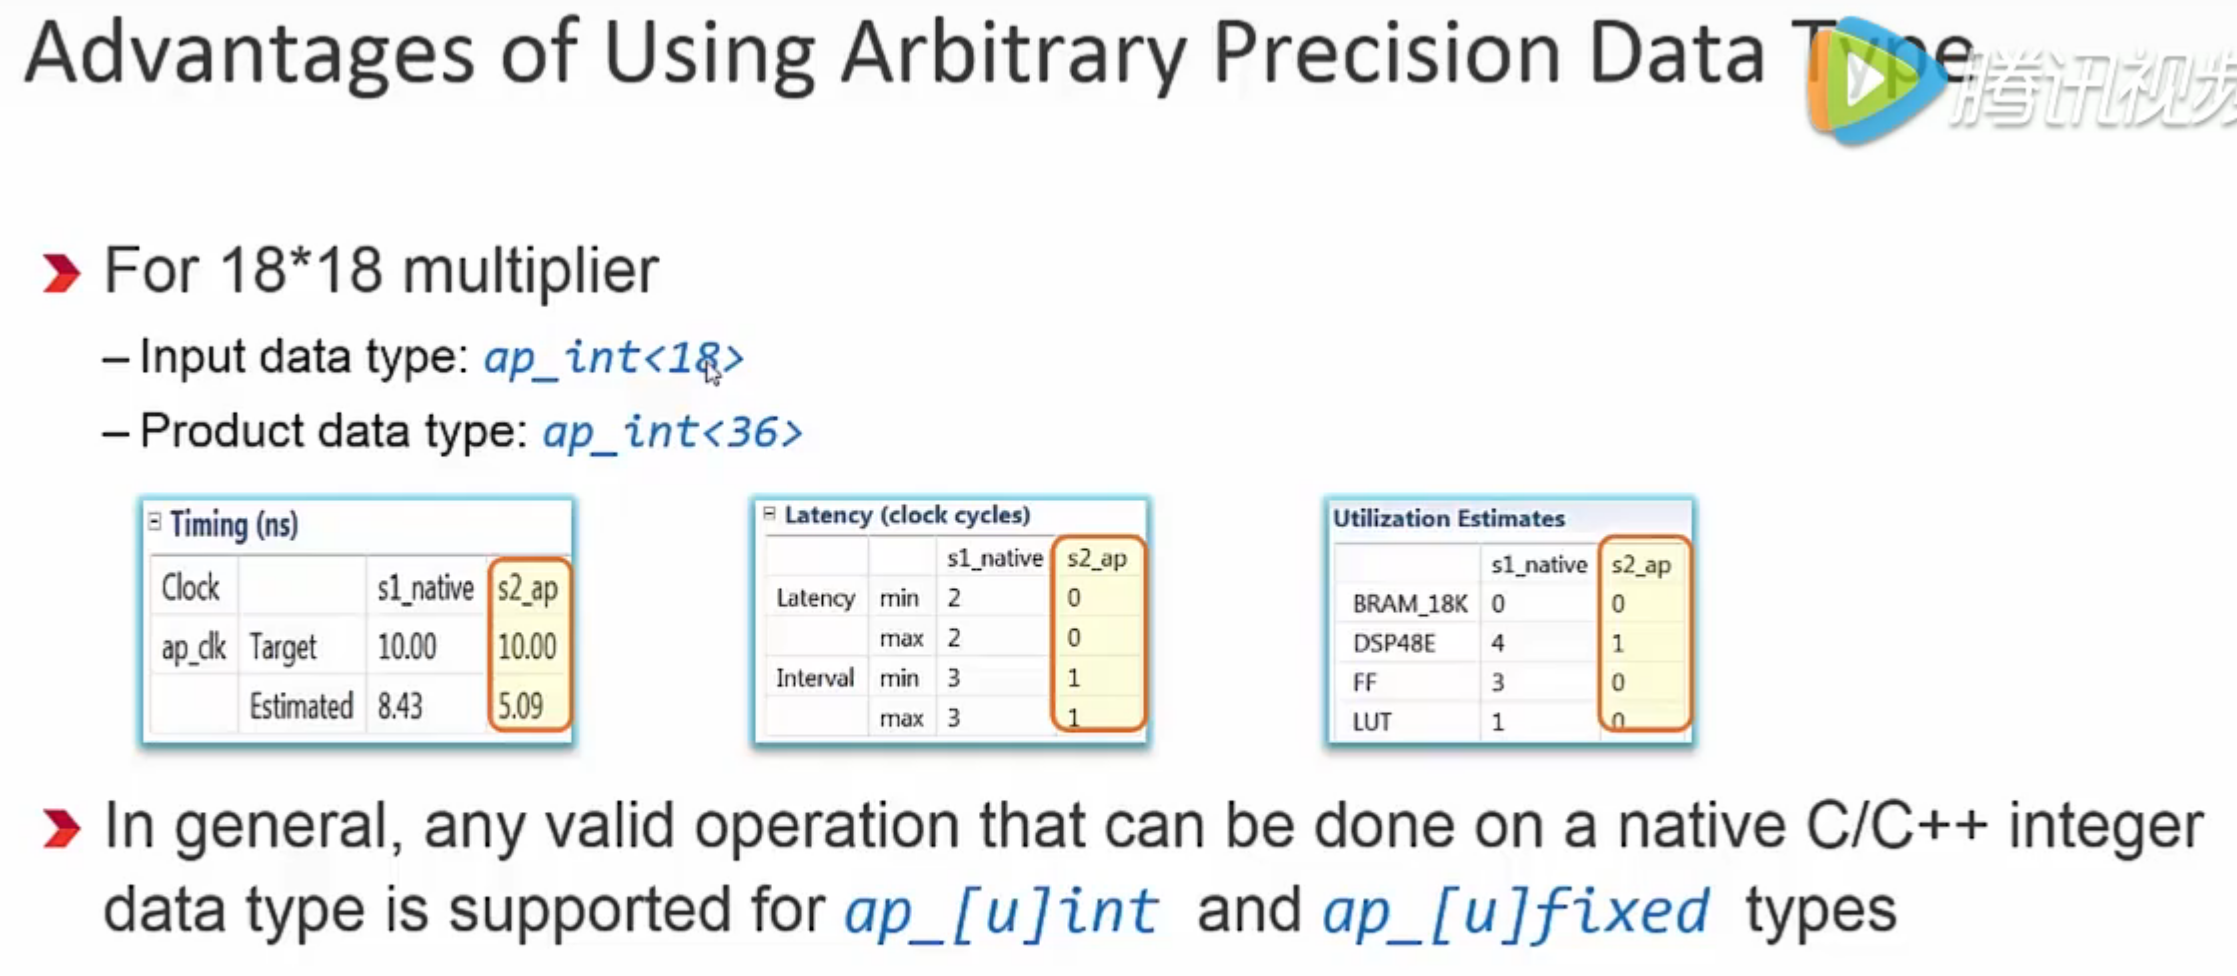 Advantages of Using Arbitrary Precision Data Type
腾讯视频
For 18*18 multiplier
– Input data type: ap_int<18>
– Product data type: ap_int<36>
Timing (ns)
Clock s1_native s2_ap
ap_clk Target 10.00 10.00
Estimated 8.43 5.09
Latency (clock cycles)
s1_native s2_ap
Latency min 2 0
max 2 0
Interval min 3 1
max 3 1
Utilization Estimates
s1_native s2_ap
BRAM_18K 0 0
DSP48E 4 1
FF 3 0
LUT 1 0
In general, any valid operation that can be done on a native C/C++ integer
data type is supported for ap_[u]int and ap_[u]fixed types